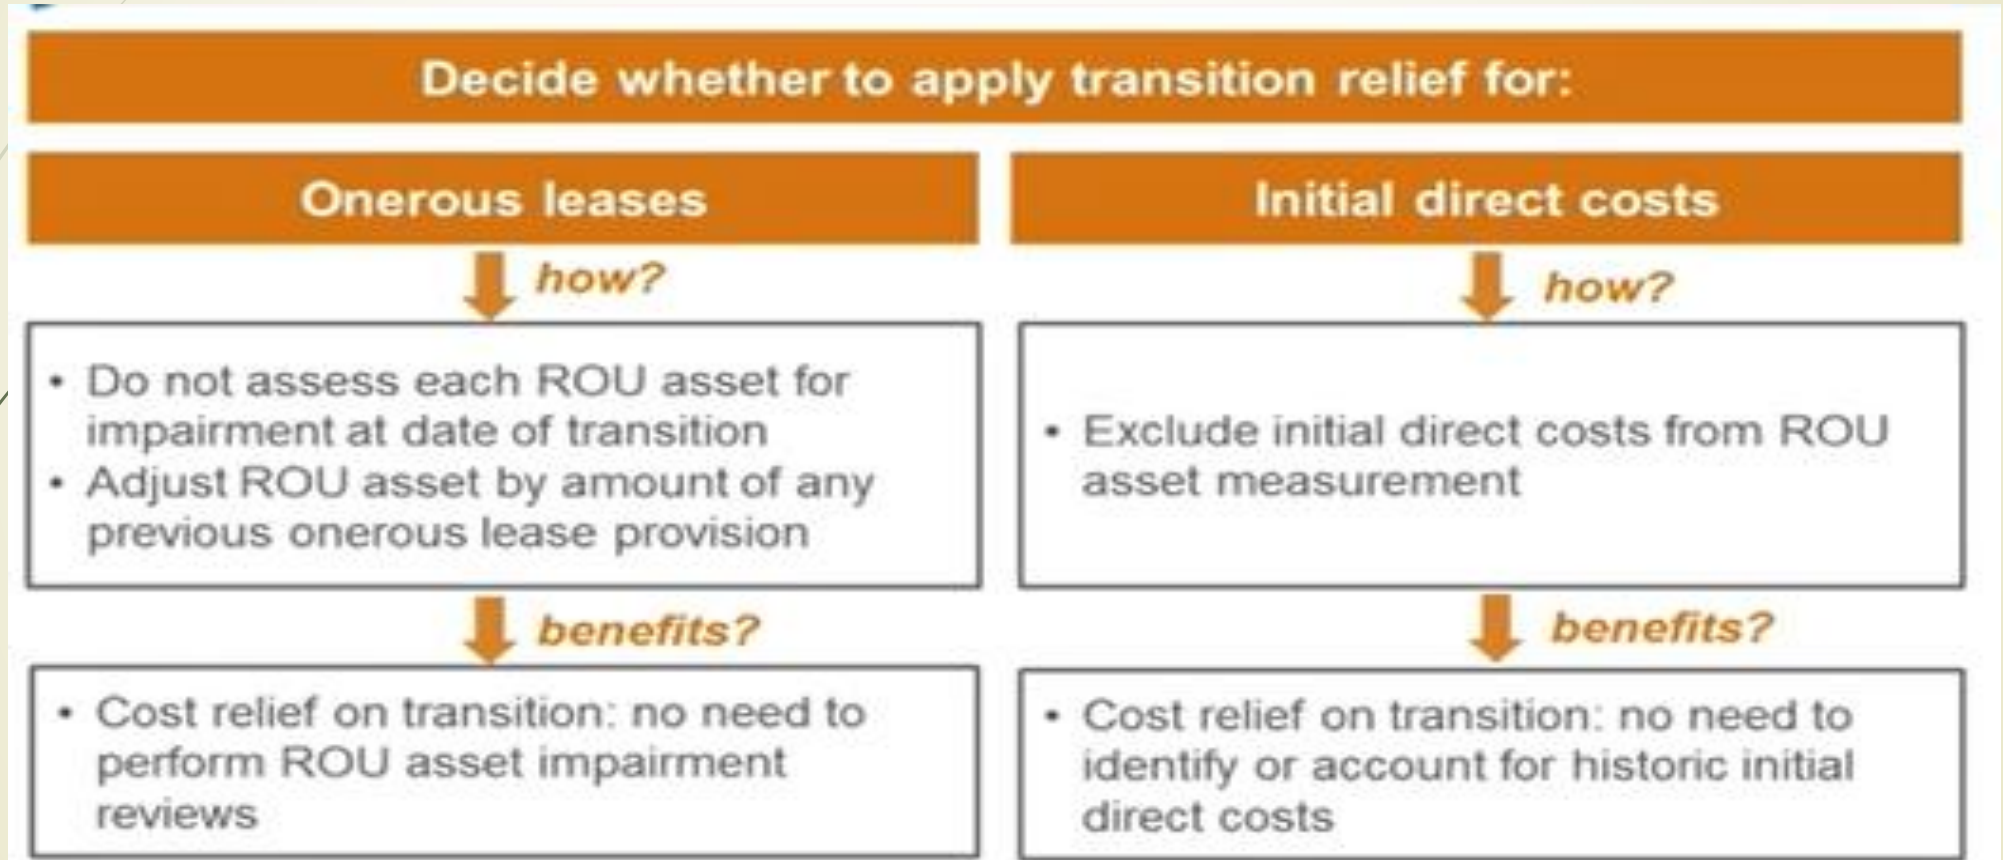 Decide whether to apply transition relief for:
Onerous leases
how?
• Do not assess each ROU asset for
impairment at date of transition
• Adjust ROU asset by amount of any
previous onerous lease provision
benefits?
• Cost relief on transition: no need to
perform ROU asset impairment
reviews
Initial direct costs
how?
• Exclude initial direct costs from ROU
asset measurement
benefits?
• Cost relief on transition: no need to
identify or account for historic initial
direct costs